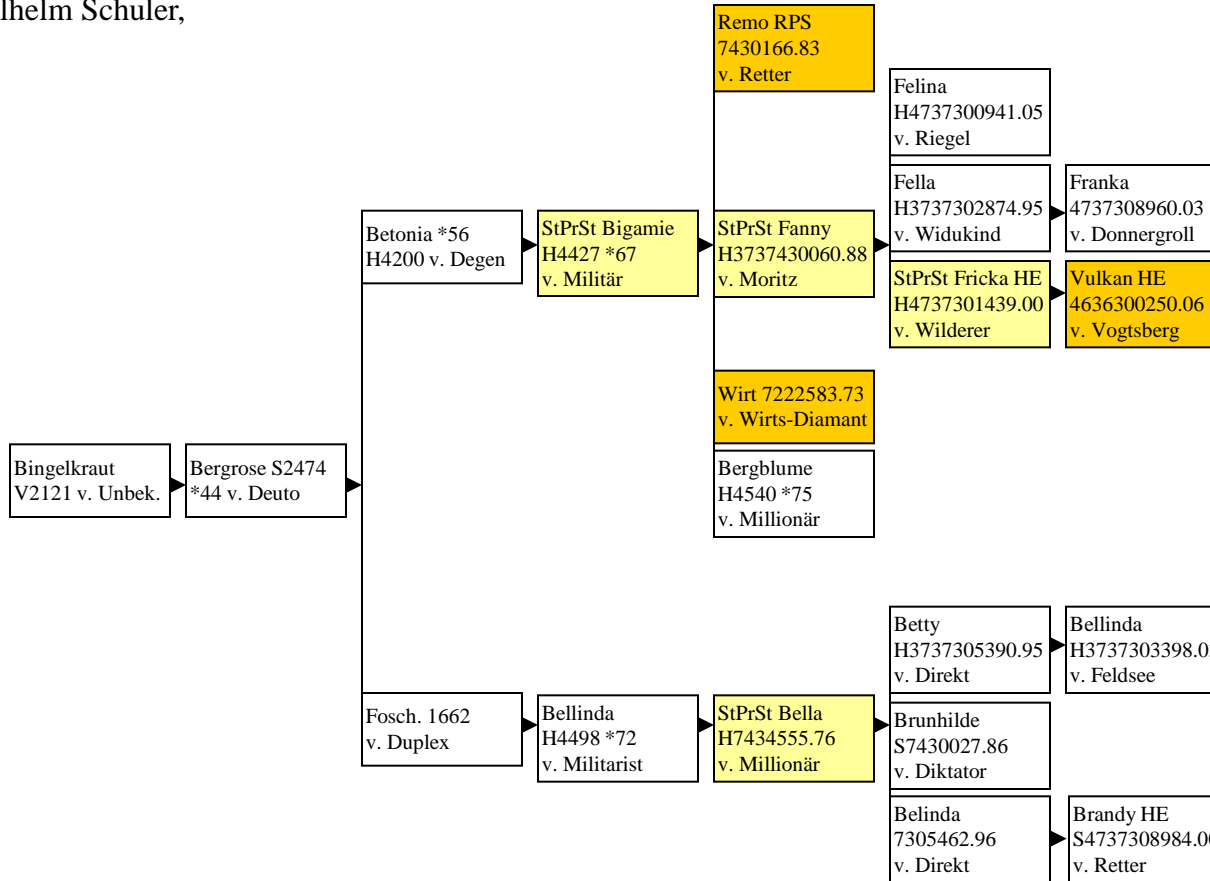 lhelm Schuler,
Remo RPS
7430166.83
v. Retter
Felina
H4737300941.05
v. Riegel
Fella
H3737302874.95
v. Widukind
Franka
4737308960.03
v. Donnergroll
Betonia *56
H4200 v. Degen
StPrSt Bigamie
H4427 *67
v. Militär
StPrSt Fanny
H3737430060.88
v. Moritz
StPrSt Fricka HE
H4737301439.00
v. Wilderer
Vulkan HE
4636300250.06
v. Vogtsberg
Wirt 7222583.73
v. Wirts-Diamant
Bingelkraut
V2121 v. Unbek.
Bergrose S2474
*44 v. Deuto
Bergblume
H4540 *75
v. Millionär
Betty
H3737305390.95
v. Direkt
Bellinda
H3737303398.0
v. Feldsee
Fosch. 1662
v. Duplex
Bellinda
H4498 *72
v. Militarist
StPrSt Bella
H7434555.76
v. Millionär
Brunhilde
S7430027.86
v. Diktator
Belinda
7305462.96
v. Direkt
Brandy HE
S4737308984.0
v. Retter